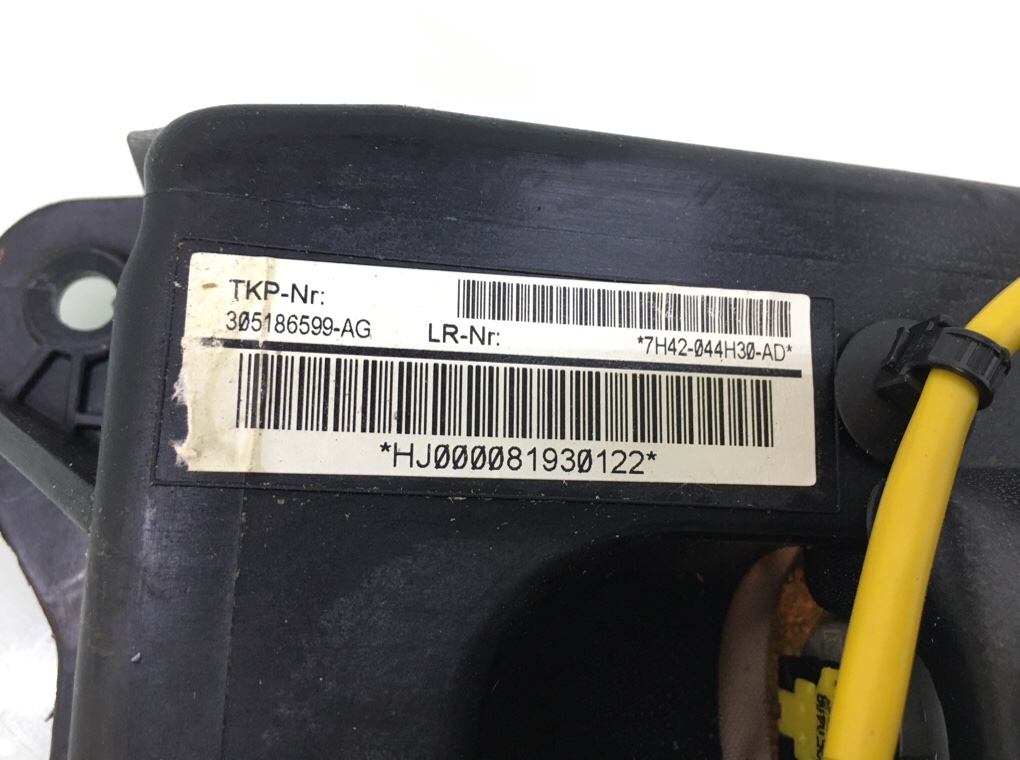 TKP-Nr:
305186599-AG
LR-Nr:
*7H42-044H30-AD*
*HJ000081930122*